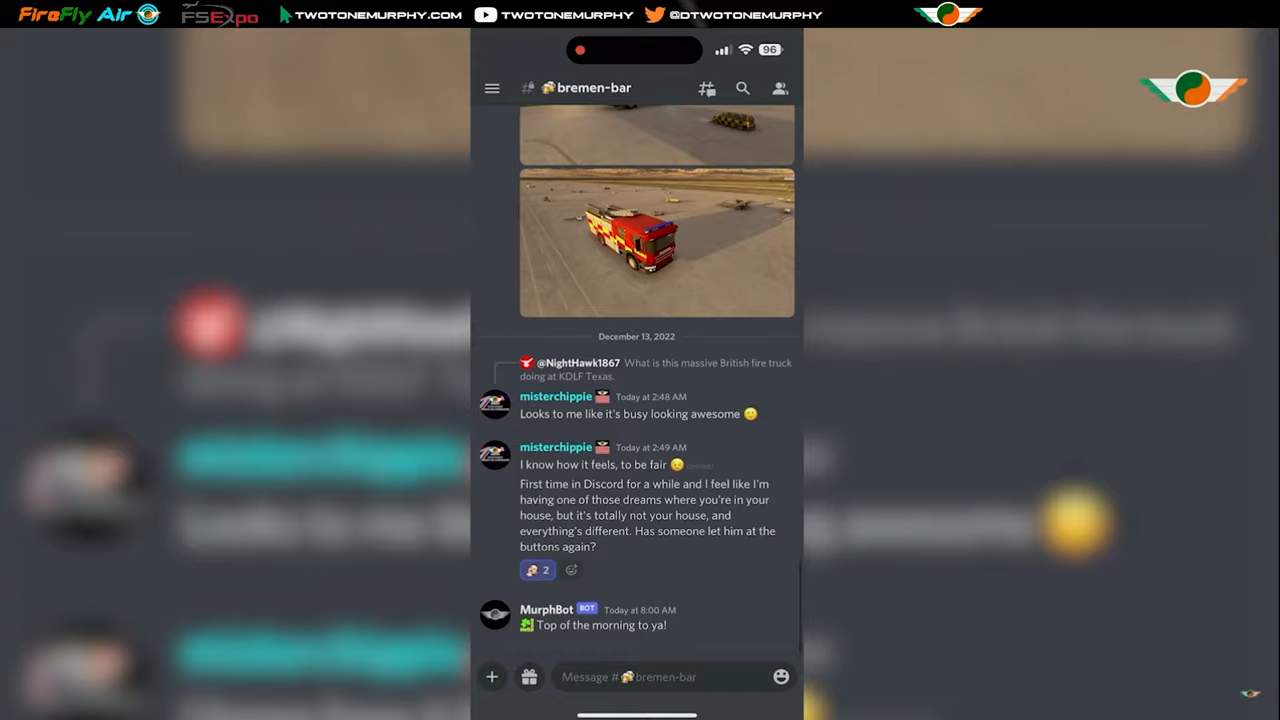 FireFly Air
FSExpo
TWOTONEMURPHY.COM
TWOTONEMURPHY
@DTWOTONEMURPHY
96
🍻bremen-bar
December 13, 2022
@NightHawk1867 What is this massive British fire truck
doing at KDLF Texas.
misterchippie Today at 2:48 AM
Looks to me like it's busy looking awesome 🙂
misterchippie Today at 2:49 AM
I know how it feels, to be fair 😉 (edited)
First time in Discord for a while and I feel like I'm
having one of those dreams where you're in your
house, but it's totally not your house, and
everything's different. Has someone let him at the
buttons again?
2
MurphBot BOT Today at 8:00 AM
Hello Top of the morning to ya!
Message #🍻bremen-bar